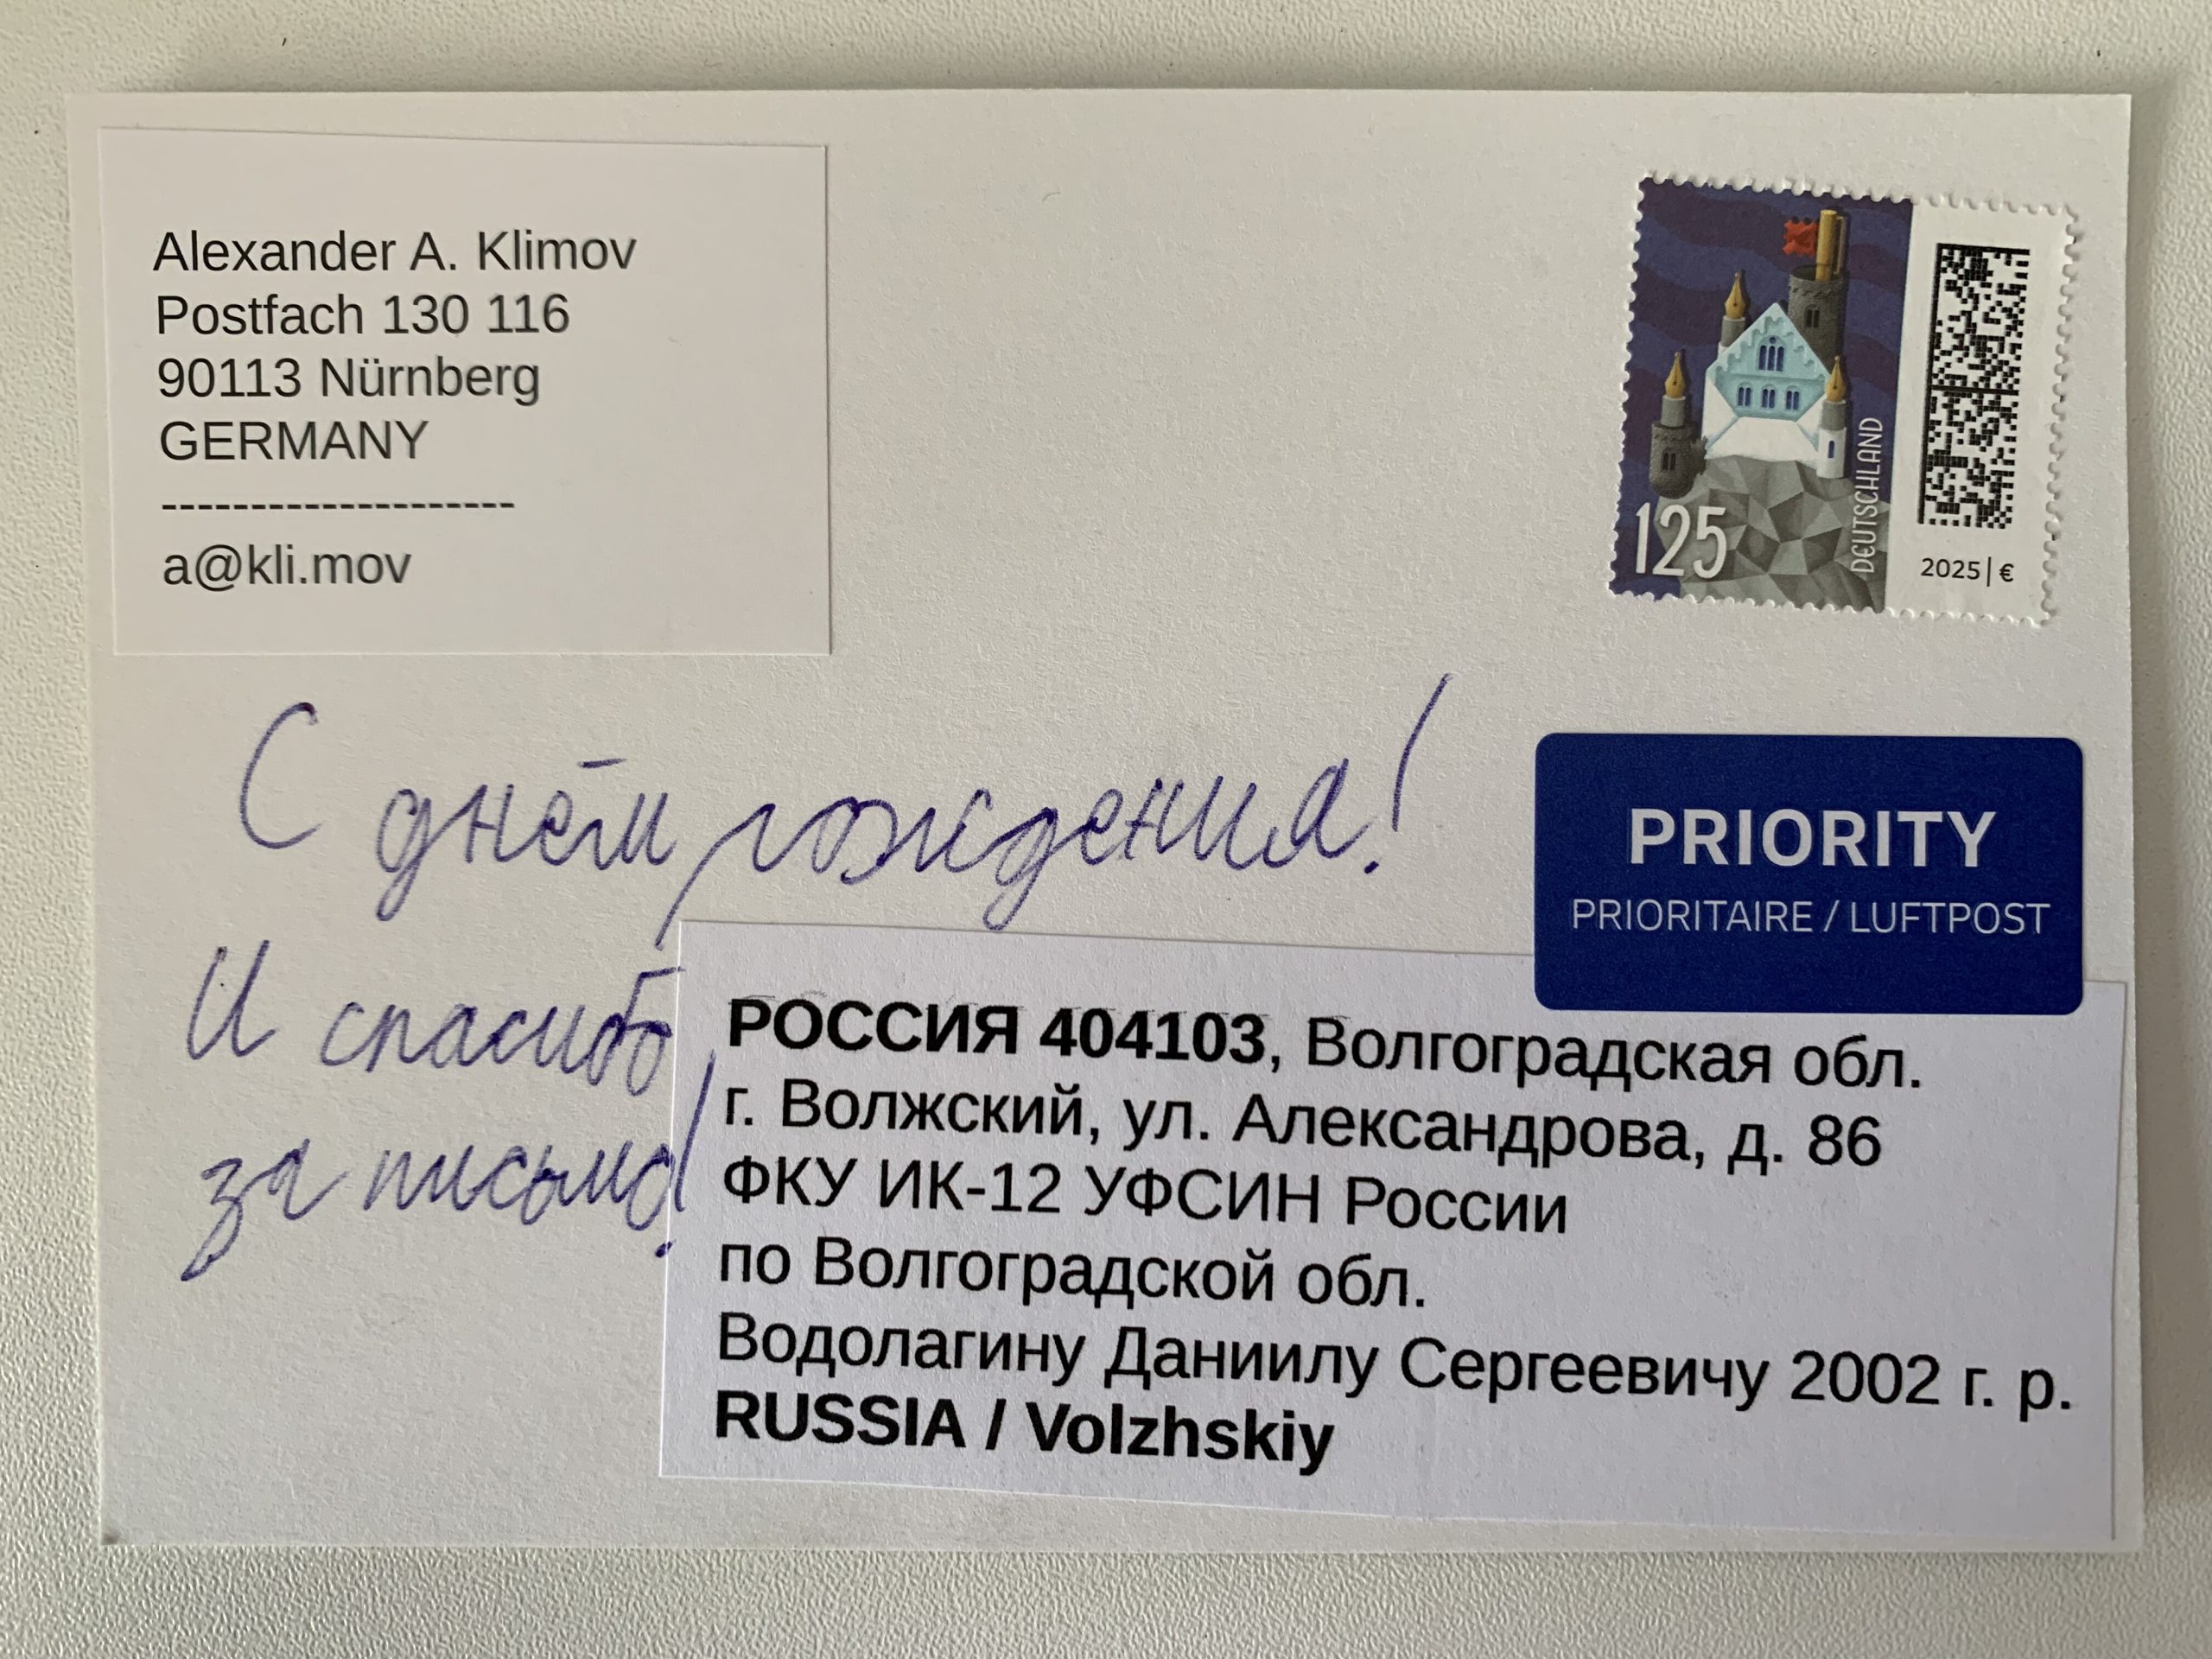 Alexander A. Klimov
Postfach 130 116
90113 Nürnberg
GERMANY
--------------------
a@kli.mov
125
DEUTSCHLAND
2025|€
С днём рождения!
PRIORITY
PRIORITAIRE / LUFTPOST
И спасибо
за письмо!
РОССИЯ 404103, Волгоградская обл.
г. Волжский, ул. Александрова, д. 86
ФКУ ИК-12 УФСИН России
по Волгоградской обл.
Водолагину Даниилу Сергеевичу 2002 г. р.
RUSSIA / Volzhskiy